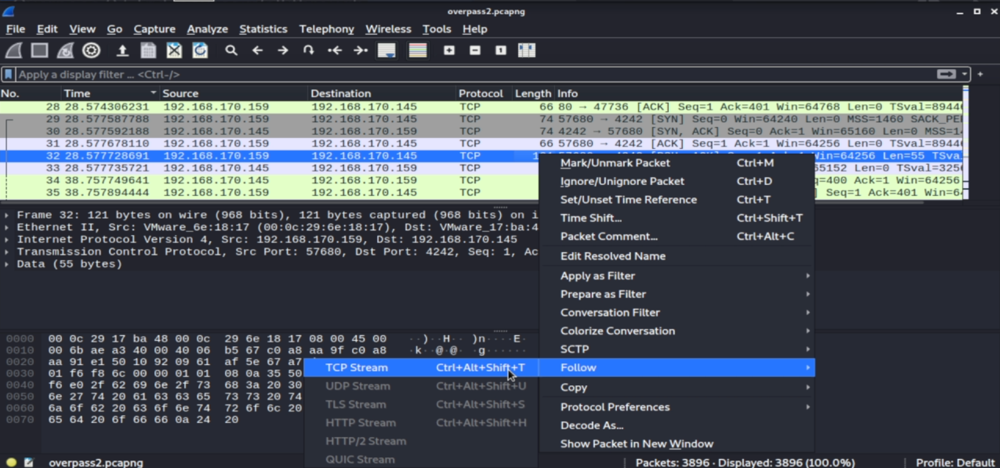 overpass2.pcapng
File Edit View Go Capture Analyze Statistics Telephony Wireless Tools Help
Apply a display filter ... <Ctrl-/>
No. Time Source Destination Protocol Length Info
28 28.574306231 192.168.170.159 192.168.170.145 TCP 66 80 → 47736 [ACK] Seq=1 Ack=401 Win=64768 Len=0 TSval=8944
29 28.577587788 192.168.170.159 192.168.170.145 TCP 74 57680 → 4242 [SYN] Seq=0 Win=64240 Len=0 MSS=1460 SACK_PE
30 28.577592188 192.168.170.145 192.168.170.159 TCP 74 4242 → 57680 [SYN, ACK] Seq=0 Ack=1 Win=65160 Len=0 MSS=1
31 28.577678110 192.168.170.159 192.168.170.145 TCP 66 57680 → 4242 [ACK] Seq=1 Ack=1 Win=64256 Len=0 TSval=8944
32 28.577728691 192.168.170.159 192.168.170.145 TCP Win=64256 Len=55 TSva
33 28.577735721 192.168.170.145 192.168.170.159 TCP 65152 Len=0 TSval=325
34 38.757749641 192.168.170.145 192.168.170.159 TCP q=400 Ack=1 Win=64256
35 38.757894444 192.168.170.159 192.168.170.145 TCP ] Seq=1 Ack=401 Win=6
Mark/Unmark Packet Ctrl+M
Ignore/Unignore Packet Ctrl+D
Set/Unset Time Reference Ctrl+T
Time Shift... Ctrl+Shift+T
Packet Comment... Ctrl+Alt+C
Edit Resolved Name
Apply as Filter
Prepare as Filter
Conversation Filter
Colorize Conversation
SCTP
Follow
Copy
Protocol Preferences
Decode As...
Show Packet in New Window
Frame 32: 121 bytes on wire (968 bits), 121 bytes captured (968 bits) on i
Ethernet II, Src: VMware_6e:18:17 (00:0c:29:6e:18:17), Dst: VMware_17:ba:4
Internet Protocol Version 4, Src: 192.168.170.159, Dst: 192.168.170.145
Transmission Control Protocol, Src Port: 57680, Dst Port: 4242, Seq: 1, Ac
Data (55 bytes)
0000 00 0c 29 17 ba 48 00 0c 29 6e 18 17 08 00 45 00 ··)··H·· )n····E·
0010 00 6b ae a3 40 00 40 06 b5 67 c0 a8 aa 9f c0 a8 ·k··@·@· ·g······
0020 aa 91 e1 50 10 92 09 61 af 5e 67 a7
0030 01 f6 f8 6c 00 00 01 01 08 0a 35 50
0040 f6 e0 2f 62 69 6e 2f 73 68 3a 20 30
0050 6e 27 74 20 61 63 63 65 73 73 20 74
0060 6a 6f 62 20 63 6f 6e 74 72 6f 6c 20
0070 65 64 20 6f 66 66 0a 24 20
TCP Stream Ctrl+Alt+Shift+T
UDP Stream Ctrl+Alt+Shift+U
TLS Stream Ctrl+Alt+Shift+S
HTTP Stream Ctrl+Alt+Shift+H
HTTP/2 Stream
QUIC Stream
overpass2.pcapng Packets: 3896 · Displayed: 3896 (100.0%) Profile: Default